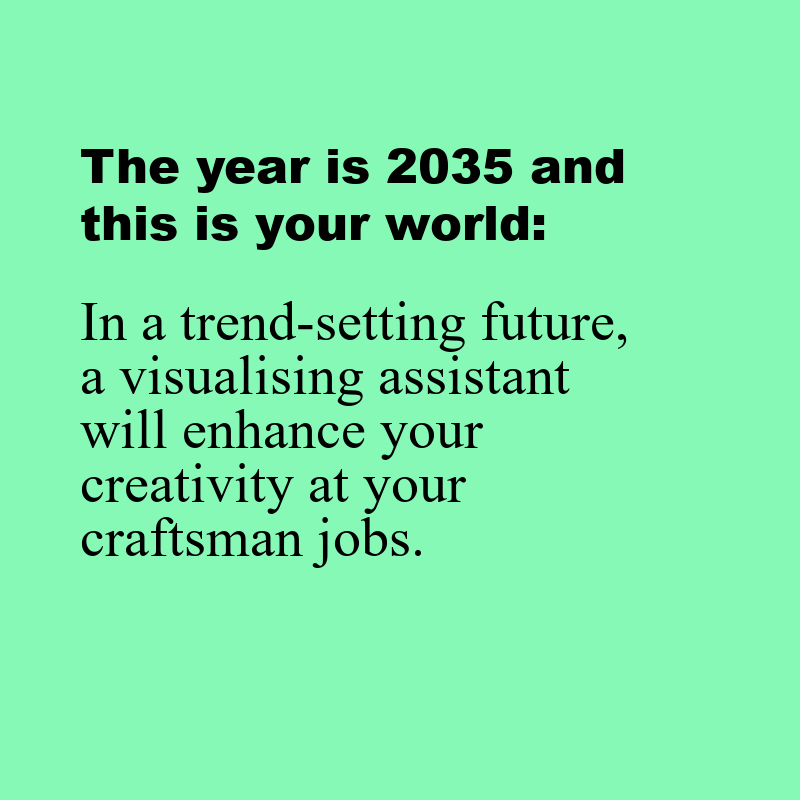 The year is 2035 and
this is your world:
In a trend-setting future,
a visualising assistant
will enhance your
creativity at your
craftsman jobs.